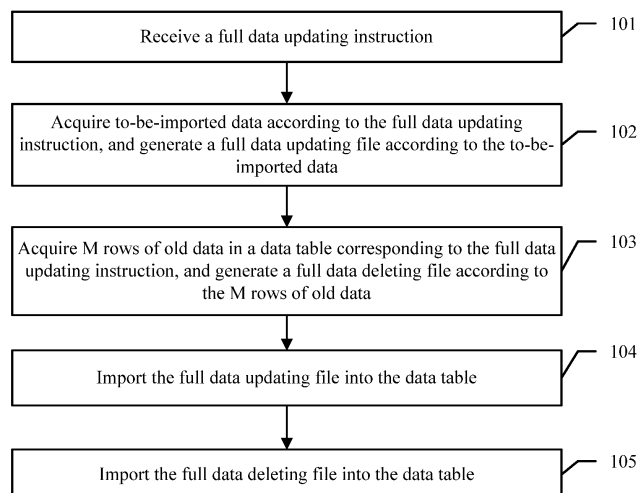 Receive a full data updating instruction
101
Acquire to-be-imported data according to the full data updating
instruction, and generate a full data updating file according to the to-be-
imported data
102
Acquire M rows of old data in a data table corresponding to the full data
updating instruction, and generate a full data deleting file according to
the M rows of old data
103
Import the full data updating file into the data table
104
Import the full data deleting file into the data table
105